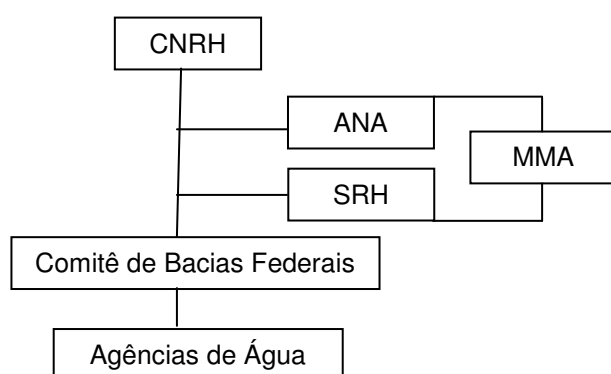 CNRH
ANA
MMA
SRH
Comitê de Bacias Federais
Agências de Água